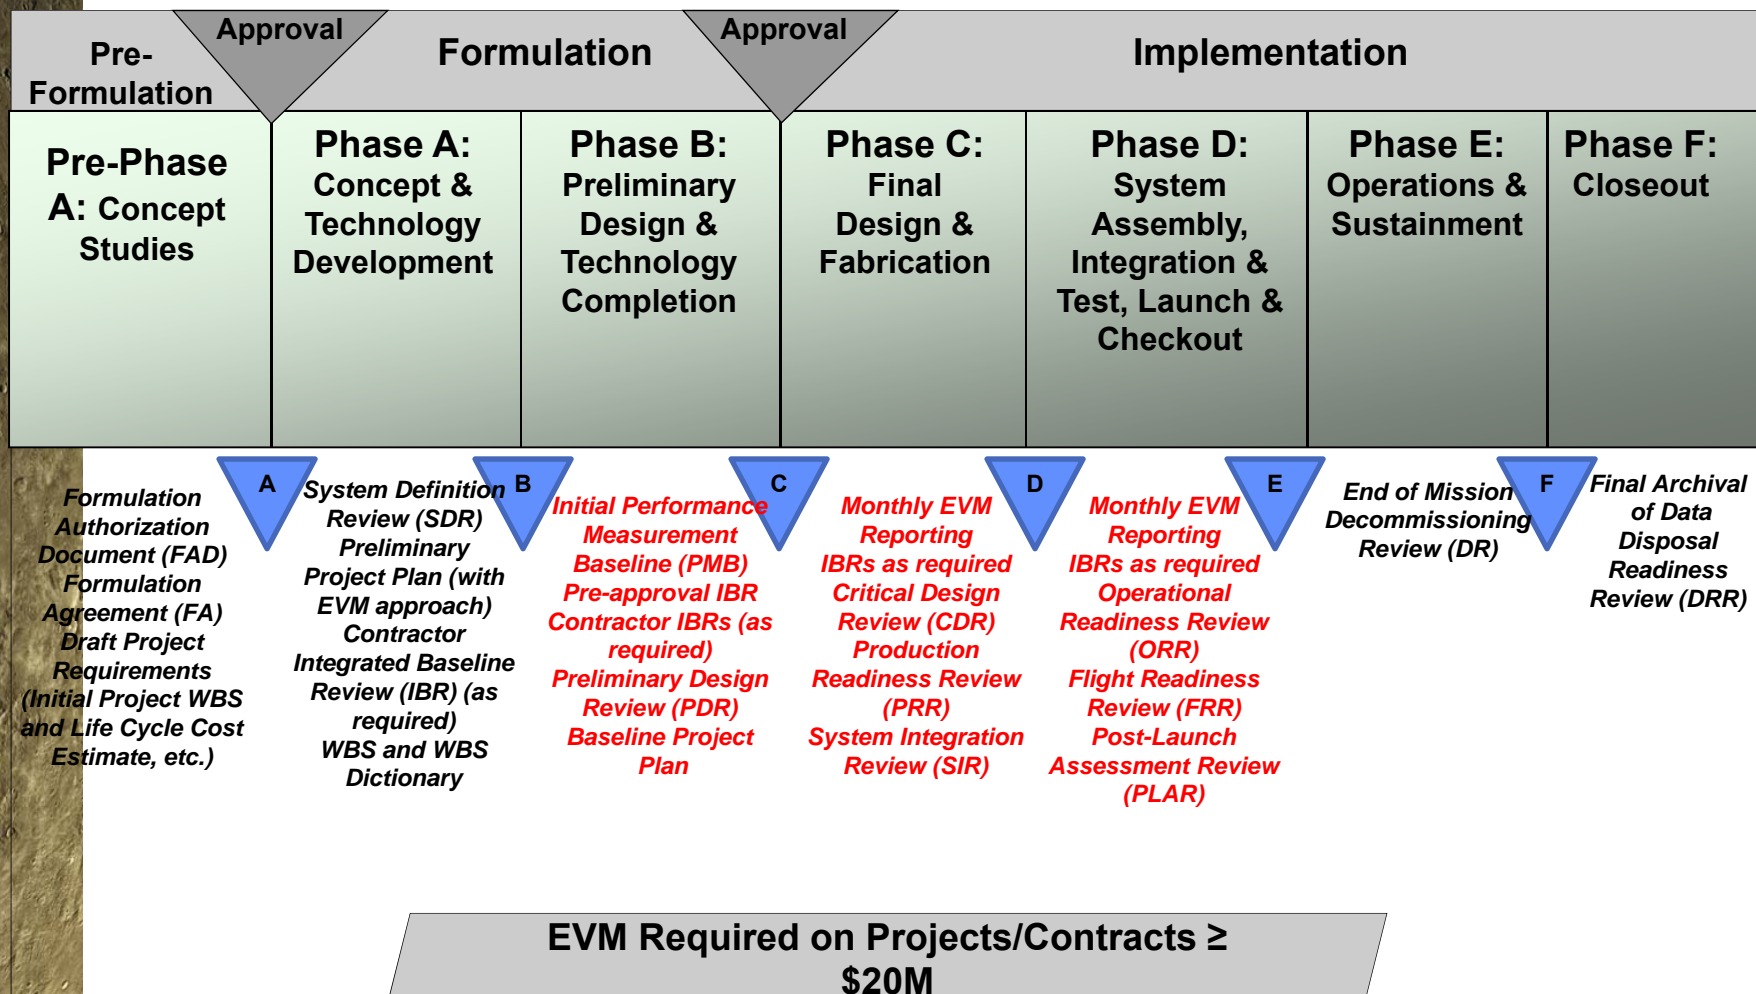 Pre-
Formulation
Approval
Formulation
Approval
Implementation
Pre-Phase
A: Concept
Studies
Phase A:
Concept &
Technology
Development
Phase B:
Preliminary
Design &
Technology
Completion
Phase C:
Final
Design &
Fabrication
Phase D:
System
Assembly,
Integration &
Test, Launch &
Checkout
Phase E:
Operations &
Sustainment
Phase F:
Closeout
A
B
C
D
E
F
Formulation
Authorization
Document (FAD)
Formulation
Agreement (FA)
Draft Project
Requirements
(Initial Project WBS
and Life Cycle Cost
Estimate, etc.)
System Definition
Review (SDR)
Preliminary
Project Plan (with
EVM approach)
Contractor
Integrated Baseline
Review (IBR) (as
required)
WBS and WBS
Dictionary
Initial Performance
Measurement
Baseline (PMB)
Pre-approval IBR
Contractor IBRs (as
required)
Preliminary Design
Review (PDR)
Baseline Project
Plan
Monthly EVM
Reporting
IBRs as required
Critical Design
Review (CDR)
Production
Readiness Review
(PRR)
System Integration
Review (SIR)
Monthly EVM
Reporting
IBRs as required
Operational
Readiness Review
(ORR)
Flight Readiness
Review (FRR)
Post-Launch
Assessment Review
(PLAR)
End of Mission
Decommissioning
Review (DR)
Final Archival
of Data
Disposal
Readiness
Review (DRR)
EVM Required on Projects/Contracts ≥
$20M